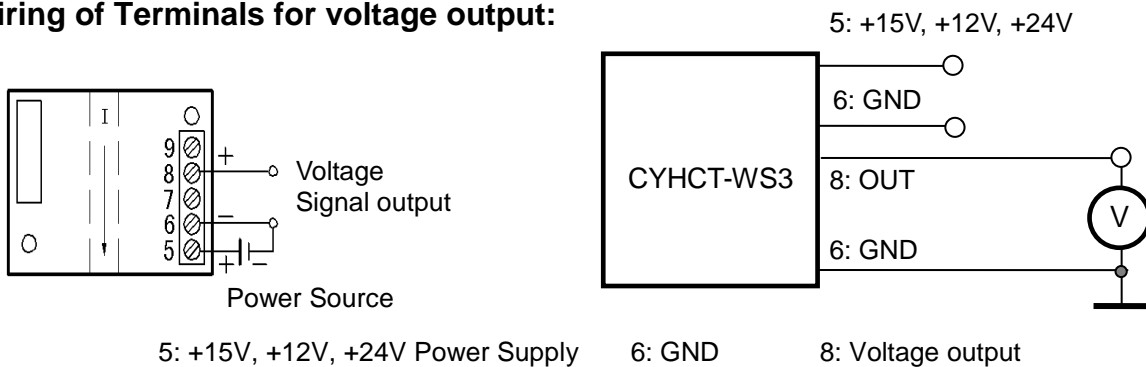 iring of Terminals for voltage output:
I
9
8
7
6
5
+
−
+
−
Voltage
Signal output
Power Source
5: +15V, +12V, +24V
6: GND
CYHCT-WS3
8: OUT
V
6: GND
5: +15V, +12V, +24V Power Supply 6: GND 8: Voltage output